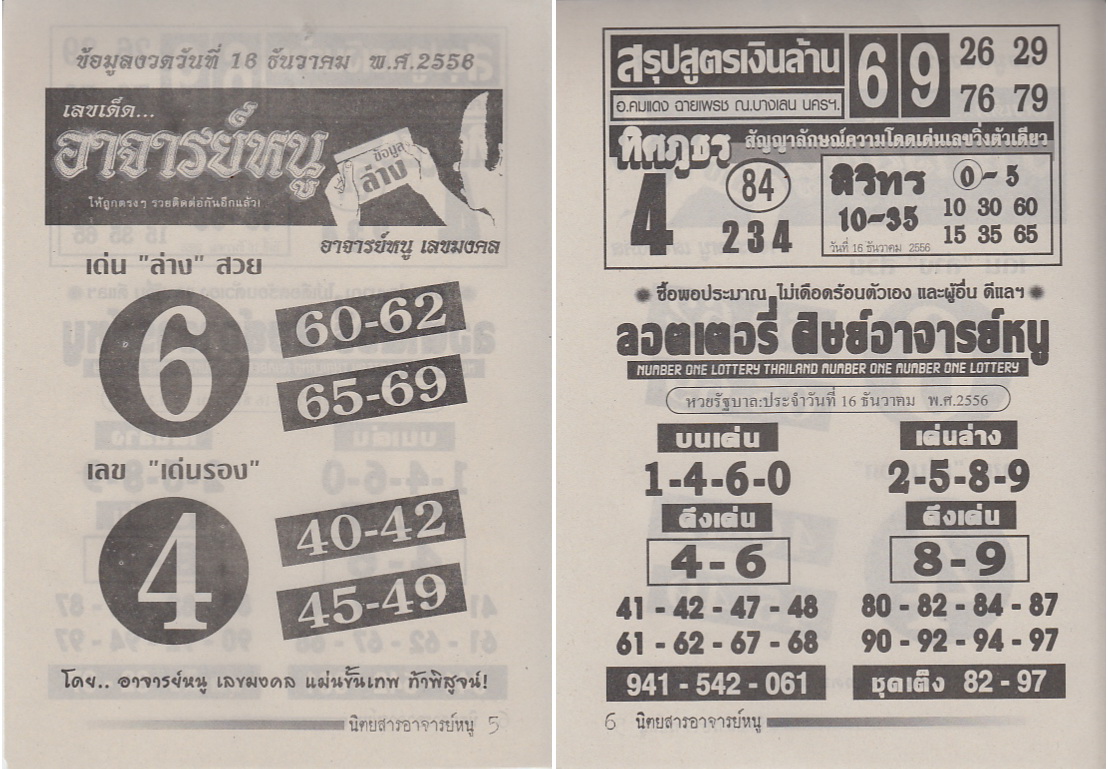 ข้อมูลงวดวันที่ 16 ธันวาคม พ.ศ.2556
เลขเด็ด...
อาจารย์หนู
ข้อมูล
ล่าง
ให้ถูกตรงๆ รวยติดต่อกันอีกแล้ว!
อาจารย์หนู เลขมงคล
เด่น "ล่าง" สวย
6
60-62
65-69
เลข "เด่นรอง"
4
40-42
45-49
โดย.. อาจารย์หนู เลขมงคล แม่นขั้นเทพ ท้าพิสูจน์!
นิตยสารอาจารย์หนู 5
สรุปสูตรเงินล้าน
อ.คมแดง ฉายเพรช ณ.บางเลน นครฯ.
6 9
26 29
76 79
ทิศภูธร
สัญญาลักษณ์ความโดดเด่นเลขวิ่งตัวเดียว
4
84
234
ศิริทร
10-35
วันที่ 16 ธันวาคม 2556
0-5
10 30 60
15 35 65
ซื้อพอประมาณ ไม่เดือดร้อนตัวเอง และผู้อื่น ดีแลฯ
ลอตเตอรี่ ศิษย์อาจารย์หนู
NUMBER ONE LOTTERY THAILAND NUMBER ONE NUMBER ONE LOTTERY
หวยรัฐบาล:ประจำวันที่ 16 ธันวาคม พ.ศ.2556
บนเด่น
1-4-6-0
ดึงเด่น
4-6
41 - 42 - 47 - 48
61 - 62 - 67 - 68
941 - 542 - 061
เด่นล่าง
2-5-8-9
ดึงเด่น
8-9
80 - 82 - 84 - 87
90 - 92 - 94 - 97
ชุดเต็ง 82 - 97
6 นิตยสารอาจารย์หนู